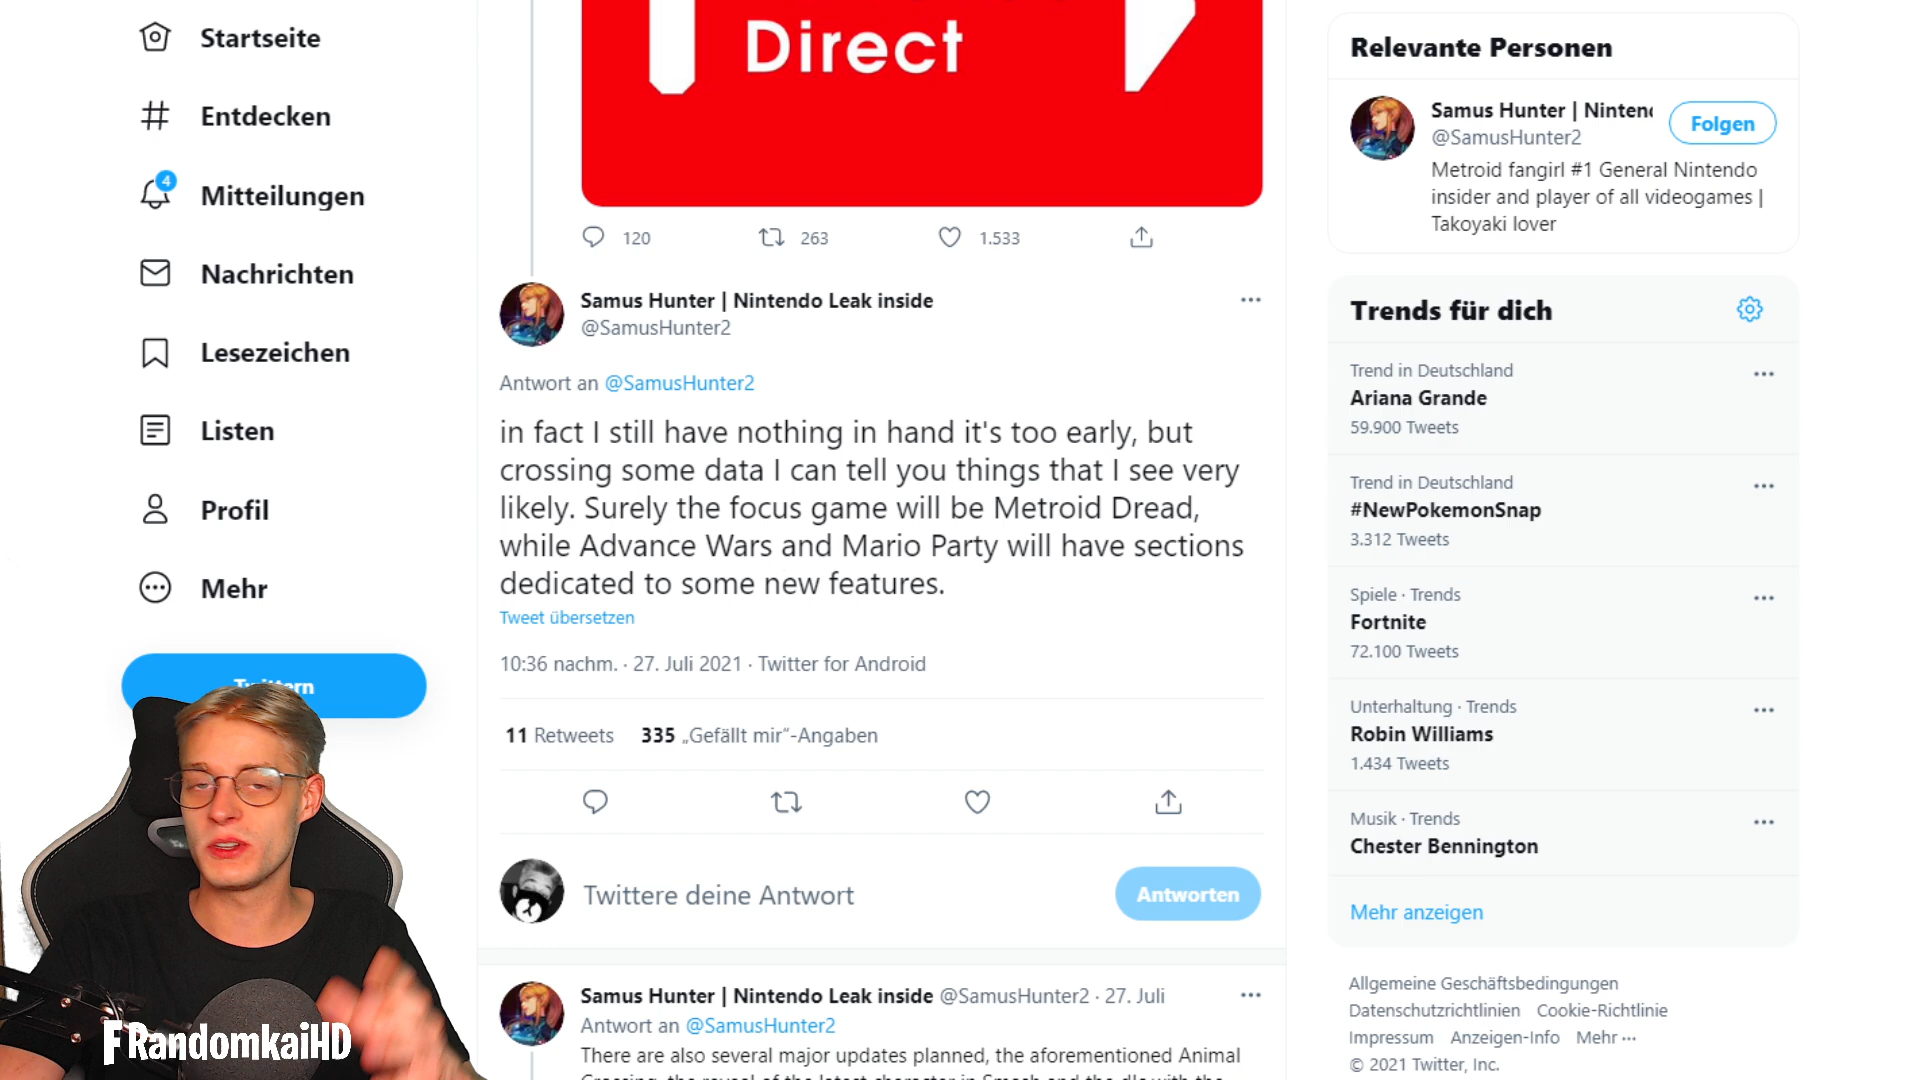 Startseite
Entdecken
4
Mitteilungen
Nachrichten
Lesezeichen
Listen
Profil
Mehr
Direct
120
263
1.533
Samus Hunter | Nintendo Leak inside
@SamusHunter2
Antwort an @SamusHunter2
in fact I still have nothing in hand it's too early, but
crossing some data I can tell you things that I see very
likely. Surely the focus game will be Metroid Dread,
while Advance Wars and Mario Party will have sections
dedicated to some new features.
Tweet übersetzen
10:36 nachm. · 27. Juli 2021 · Twitter for Android
11 Retweets 335 „Gefällt mir“-Angaben
Twittere deine Antwort
Antworten
Samus Hunter | Nintendo Leak inside @SamusHunter2 · 27. Juli
Antwort an @SamusHunter2
There are also several major updates planned, the aforementioned Animal
Relevante Personen
Samus Hunter | Ninten
@SamusHunter2
Folgen
Metroid fangirl #1 General Nintendo
insider and player of all videogames |
Takoyaki lover
Trends für dich
Trend in Deutschland
Ariana Grande
59.900 Tweets
Trend in Deutschland
#NewPokemonSnap
3.312 Tweets
Spiele · Trends
Fortnite
72.100 Tweets
Unterhaltung · Trends
Robin Williams
1.434 Tweets
Musik · Trends
Chester Bennington
Mehr anzeigen
Allgemeine Geschäftsbedingungen
Datenschutzrichtlinien Cookie-Richtlinie
Impressum Anzeigen-Info Mehr ···
© 2021 Twitter, Inc.
RandomkaiHD